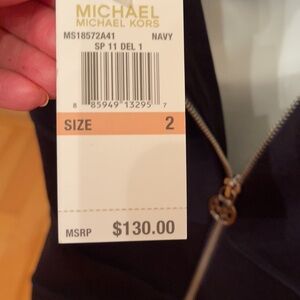 MICHAEL
MICHAEL KORS
MS18572A41 NAVY
SP 11 DEL 1
8 85949 13295 7
SIZE 2
MSRP $130.00